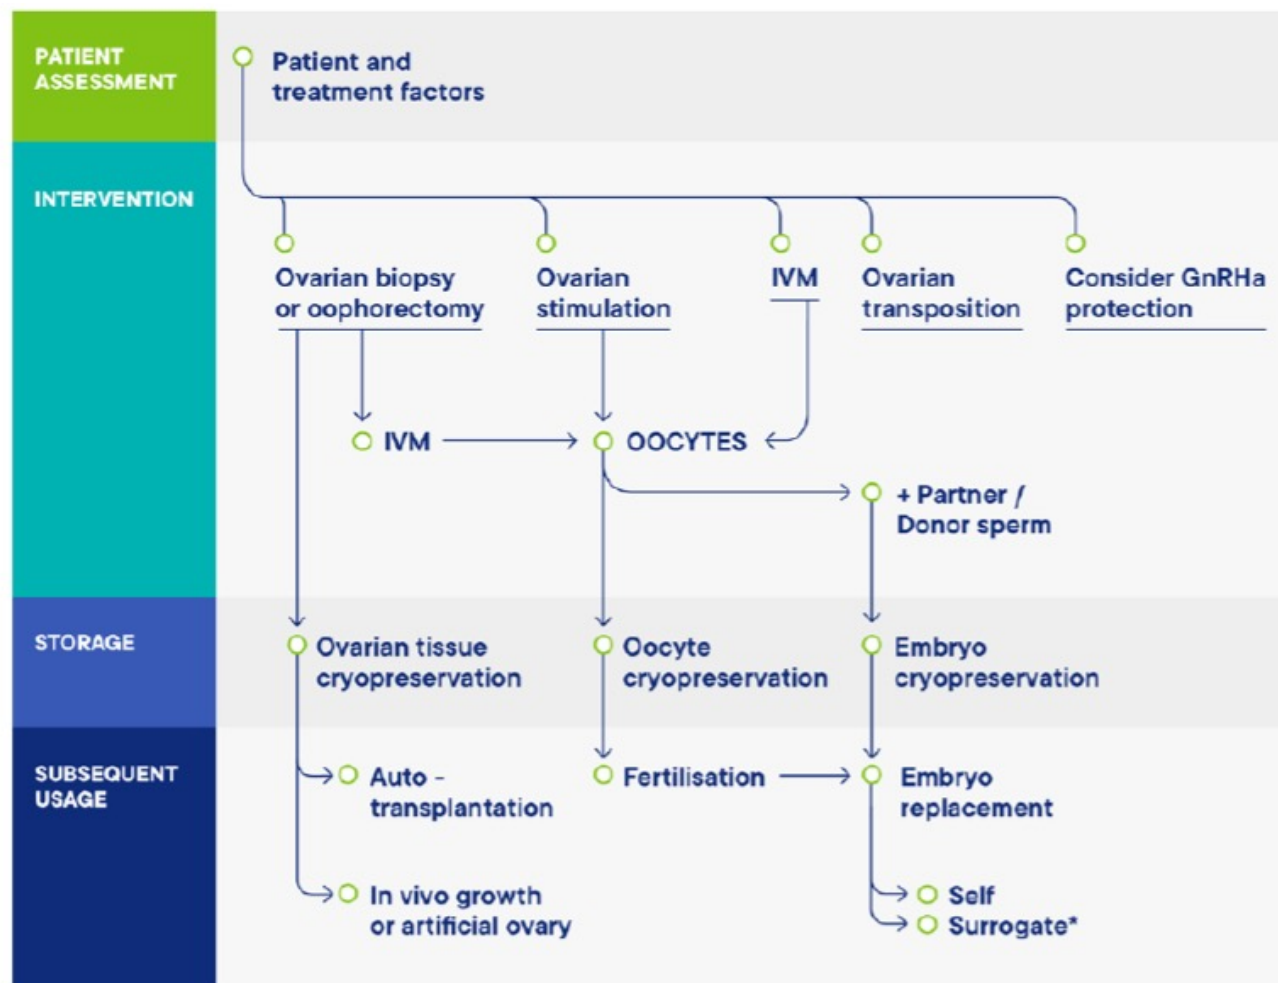 PATIENT
ASSESSMENT
Patient and
treatment factors
INTERVENTION
Ovarian biopsy
or oophorectomy
Ovarian
stimulation
IVM
Ovarian
transposition
Consider GnRHa
protection
IVM
OOCYTES
+ Partner /
Donor sperm
STORAGE
Ovarian tissue
cryopreservation
Oocyte
cryopreservation
Embryo
cryopreservation
SUBSEQUENT
USAGE
Auto -
transplantation
Fertilisation
Embryo
replacement
In vivo growth
or artificial ovary
Self
Surrogate*